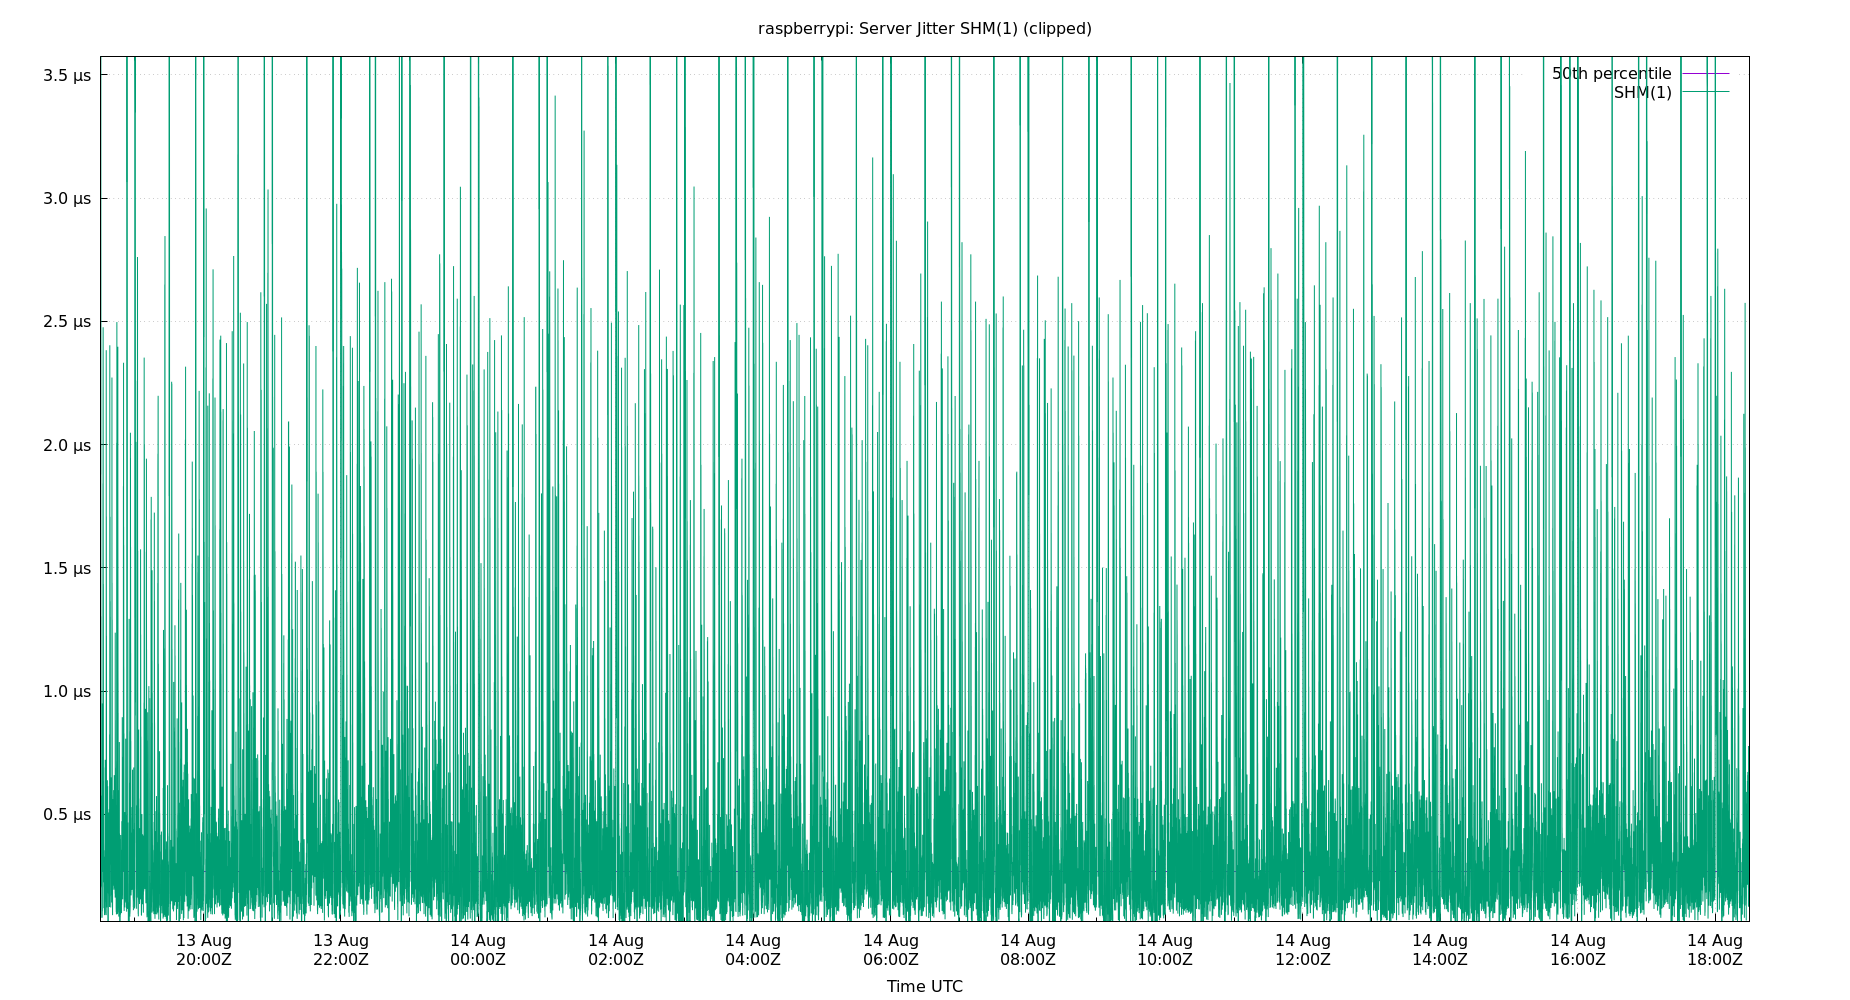 raspberrypi: Server Jitter SHM(1) (clipped)
3.5 µs
3.0 µs
2.5 µs
2.0 µs
1.5 µs
1.0 µs
0.5 µs
50th percentile
SHM(1)
13 Aug 13 Aug 14 Aug 14 Aug 14 Aug 14 Aug 14 Aug 14 Aug 14 Aug 14 Aug 14 Aug 14 Aug
20:00Z 22:00Z 00:00Z 02:00Z 04:00Z 06:00Z 08:00Z 10:00Z 12:00Z 14:00Z 16:00Z 18:00Z
Time UTC